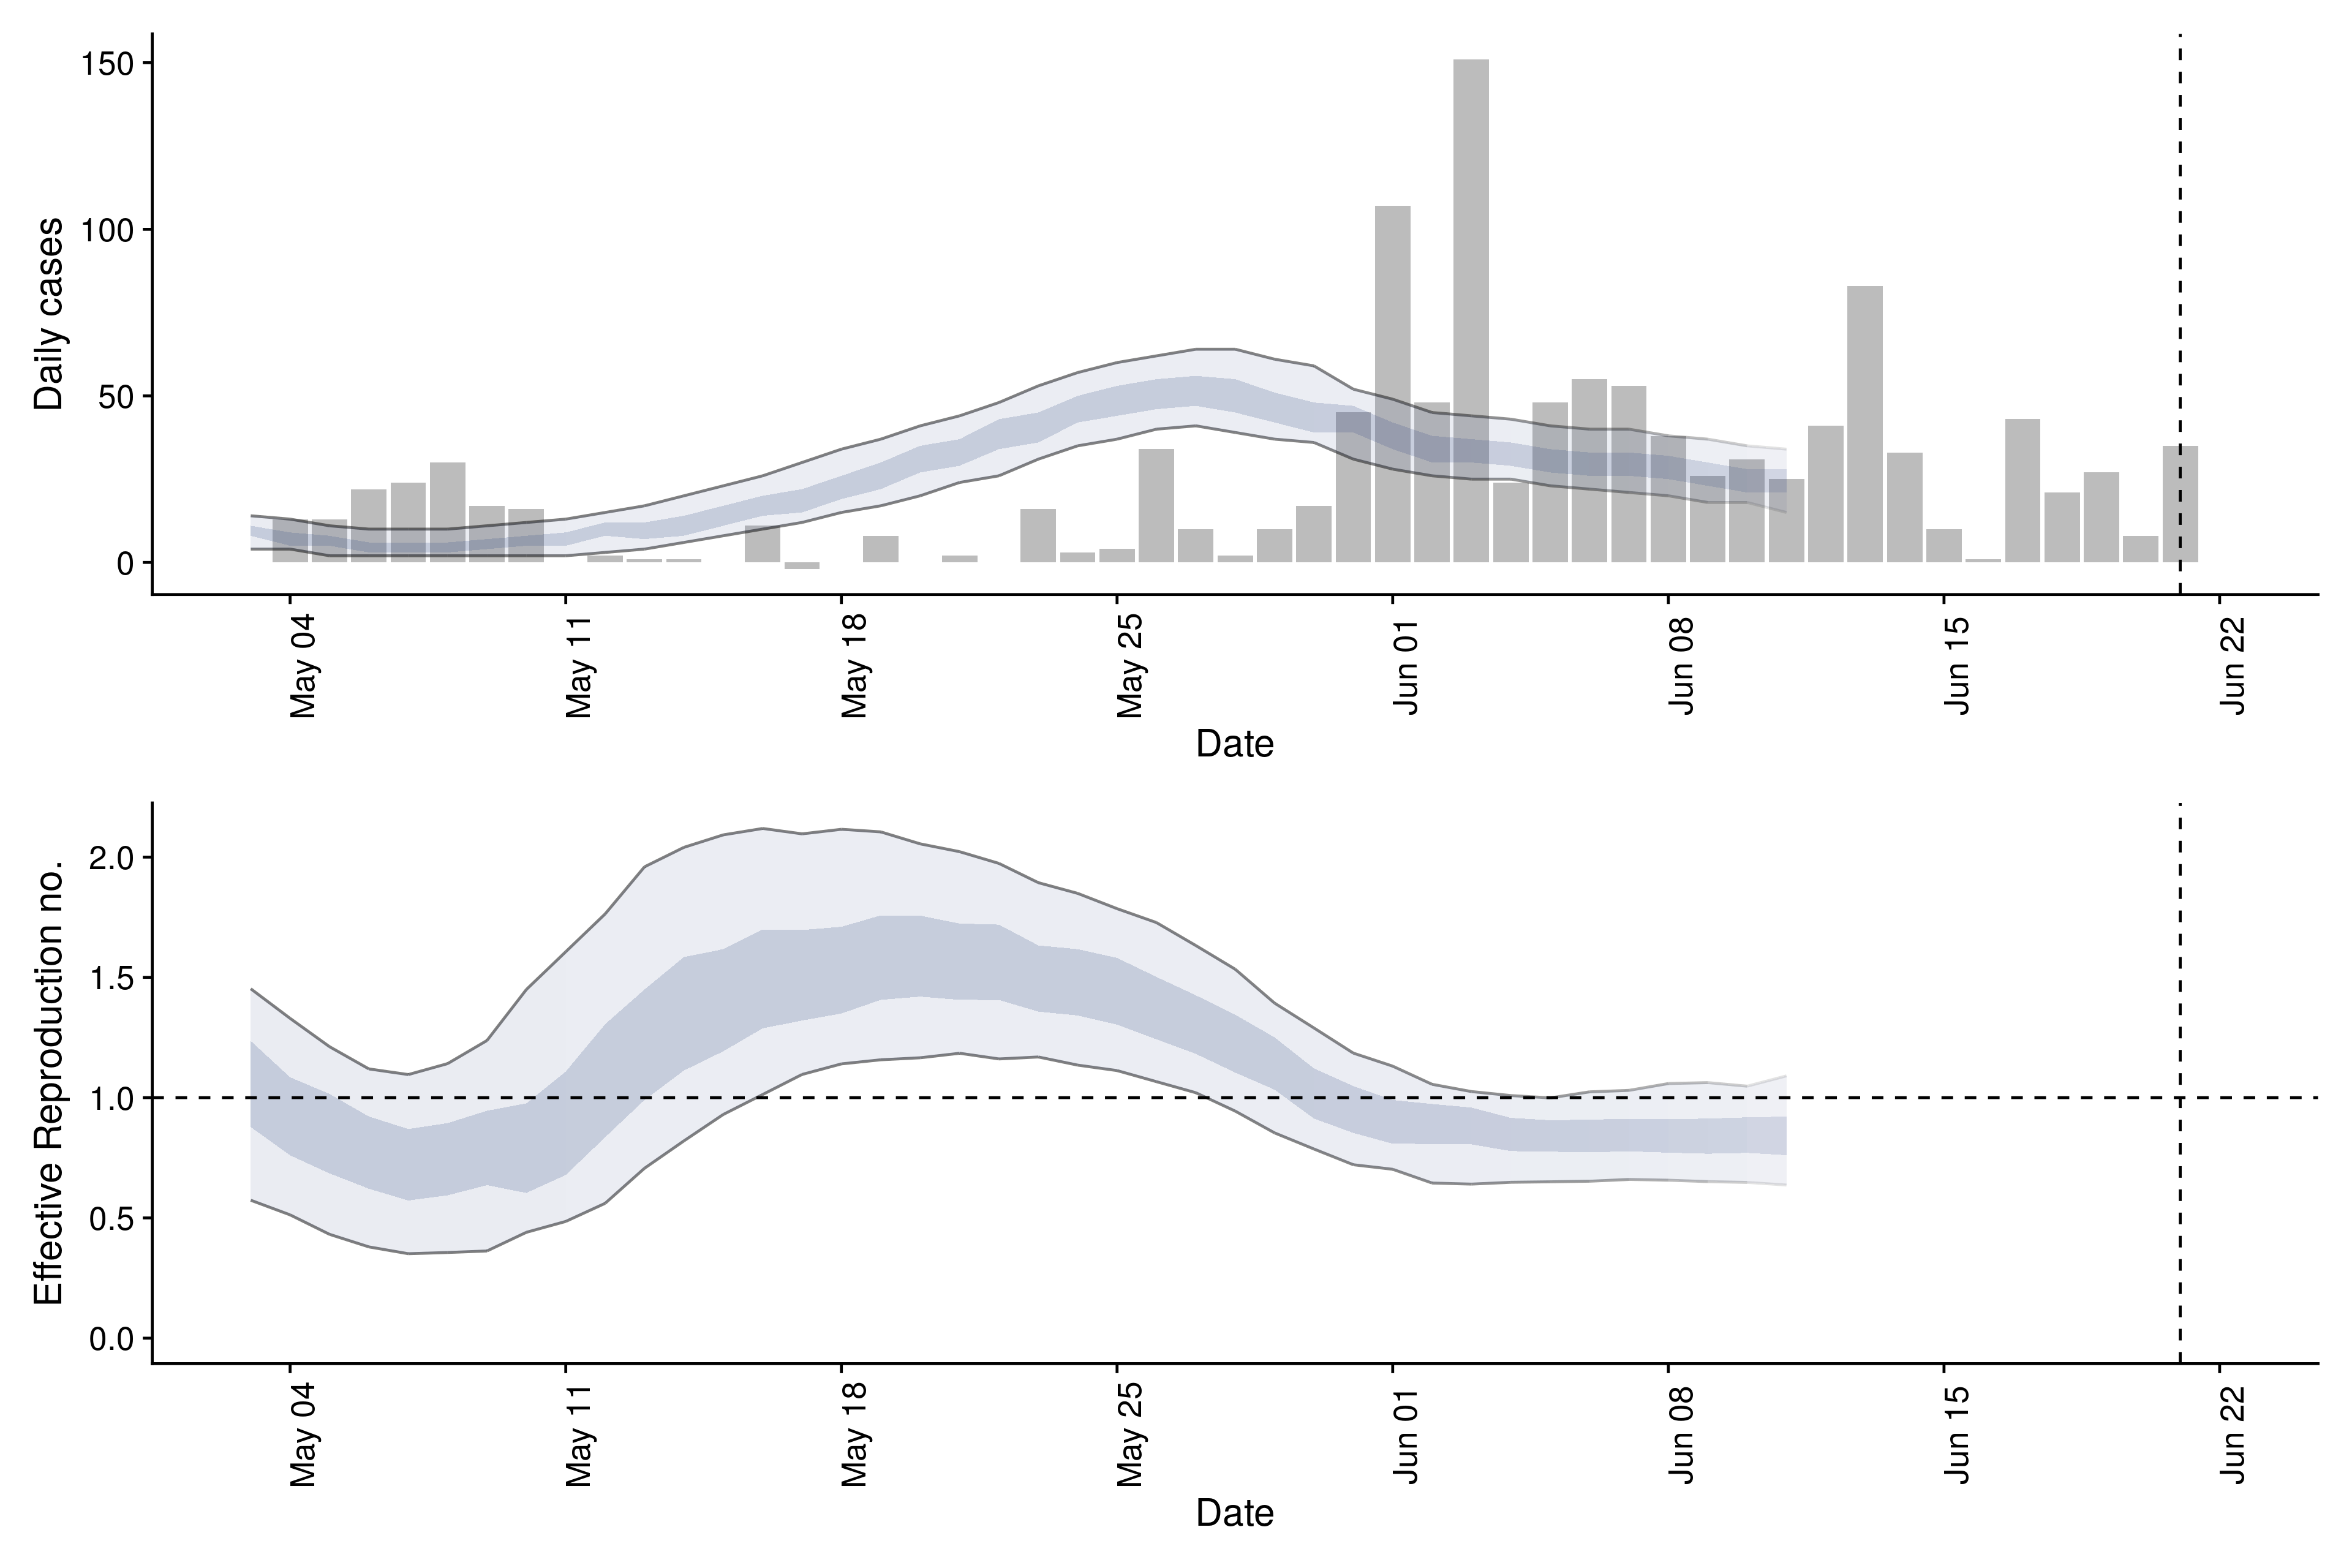 Daily cases
150
100
50
0
May 04
May 11
May 18
May 25
Jun 01
Jun 08
Jun 15
Jun 22
Date
Effective Reproduction no.
2.0
1.5
1.0
0.5
0.0
May 04
May 11
May 18
May 25
Jun 01
Jun 08
Jun 15
Jun 22
Date